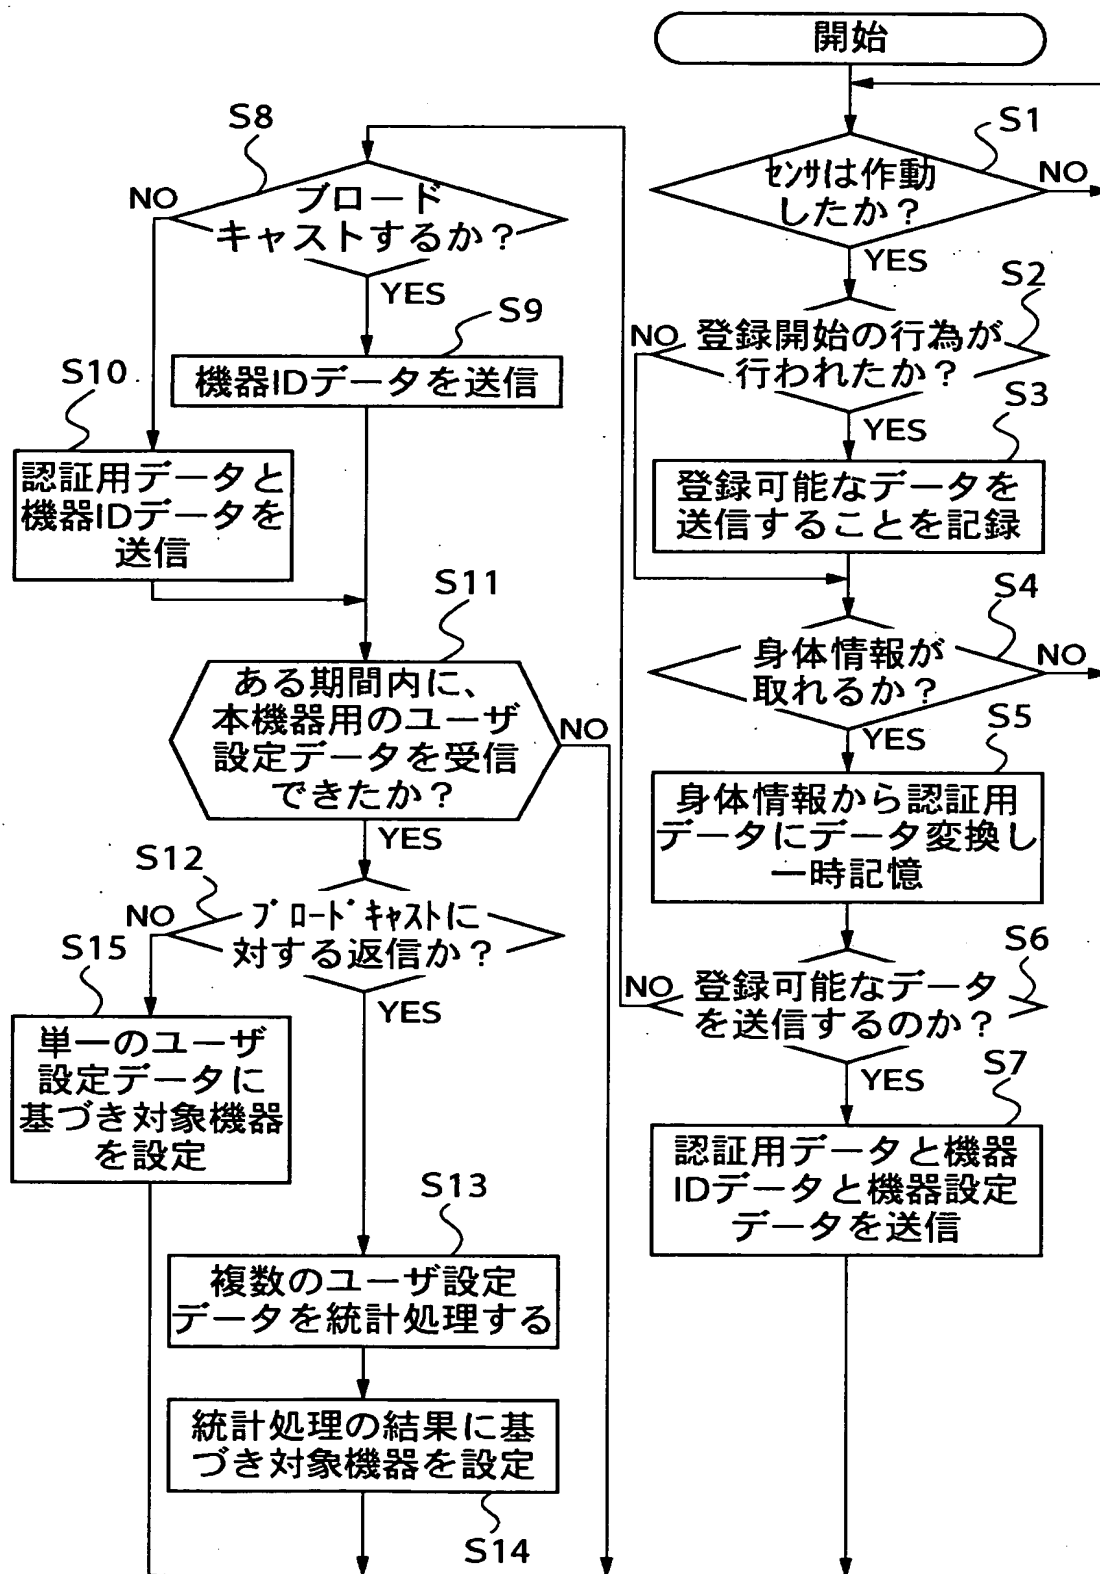 開始
S1
センサは作動
したか？
NO
YES
S2
登録開始の行為が
行われたか？
NO
YES
S3
登録可能なデータを
送信することを記録
S4
身体情報が
取れるか？
NO
YES
S5
身体情報から認証用
データにデータ変換し
一時記憶
S6
登録可能なデータ
を送信するのか？
NO
YES
S7
認証用データと機器
IDデータと機器設定
データを送信
S8
ブロード
キャストするか？
NO
YES
S9
機器IDデータを送信
S10
認証用データと
機器IDデータを
送信
S11
ある期間内に、
本機器用のユーザ
設定データを受信
できたか？
NO
YES
S12
ブロードキャストに
対する返信か？
NO
YES
S15
単一のユーザ
設定データに
基づき対象機器
を設定
S13
複数のユーザ設定
データを統計処理する
統計処理の結果に基
づき対象機器を設定
S14